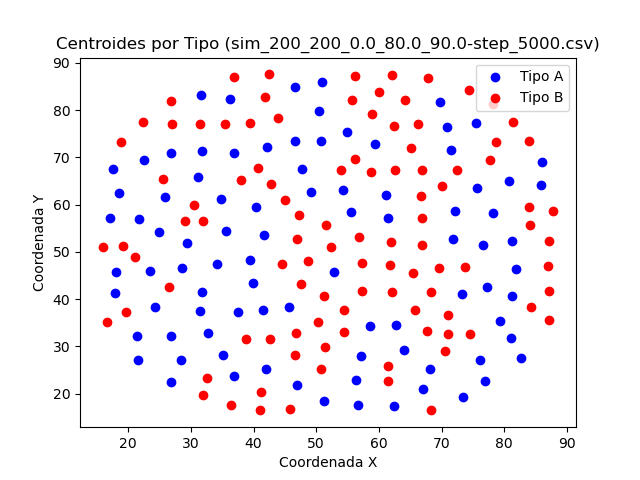 Centroides por Tipo (sim_200_200_0.0_80.0_90.0-step_5000.csv)
Tipo A
Tipo B
90
80
70
60
50
40
30
20
Coordenada Y
20 30 40 50 60 70 80 90
Coordenada X